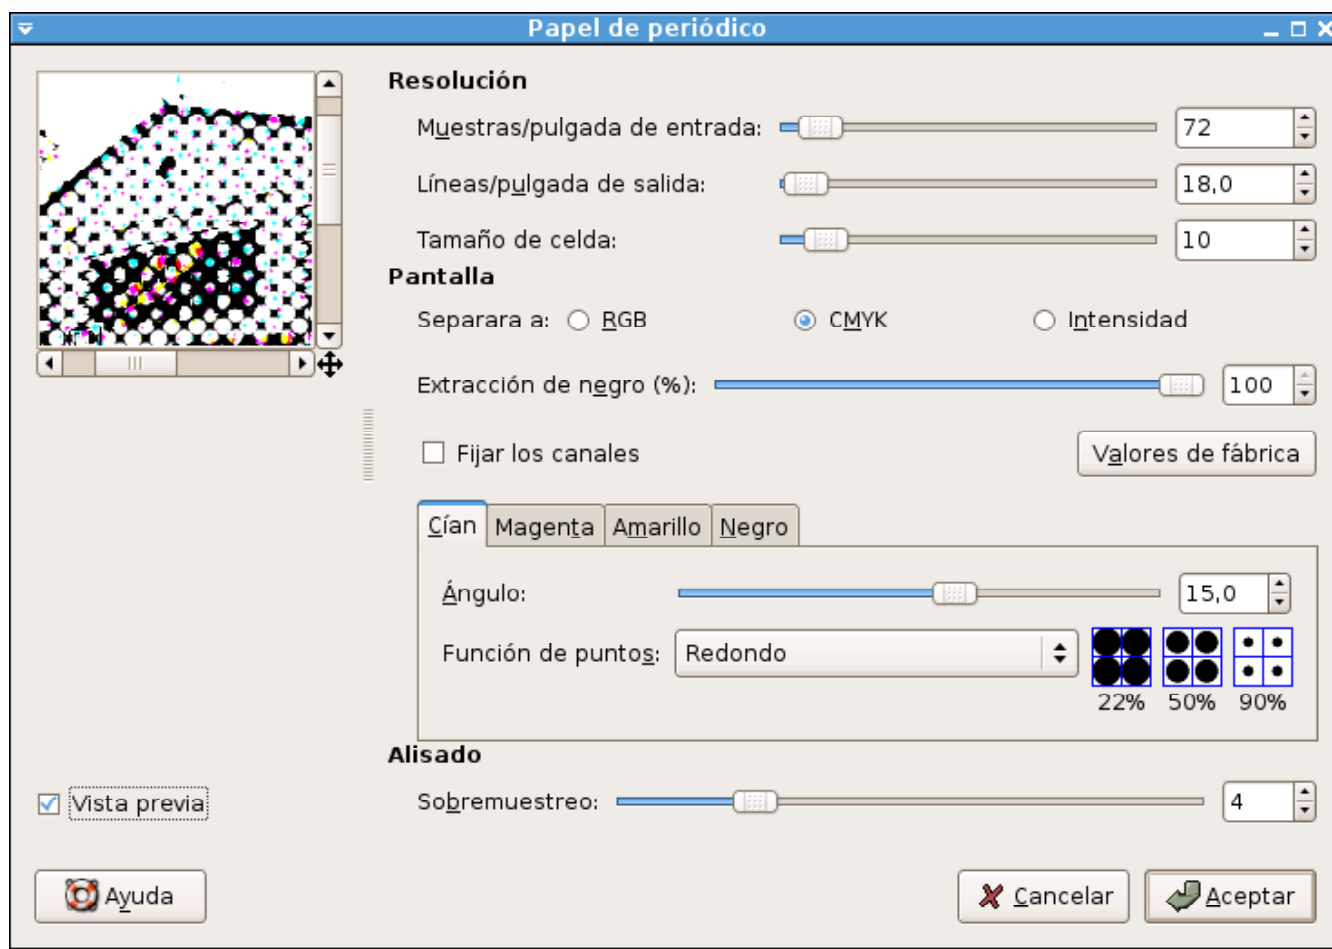 Papel de periódico
Resolución
Muestras/pulgada de entrada: 72
Líneas/pulgada de salida: 18,0
Tamaño de celda: 10
Pantalla
Separara a: RGB CMYK Intensidad
Extracción de negro (%): 100
Fijar los canales Valores de fábrica
Cían Magenta Amarillo Negro
Ángulo: 15,0
Función de puntos: Redondo
22% 50% 90%
Alisado
Vista previa Sobremuestreo: 4
Ayuda Cancelar Aceptar